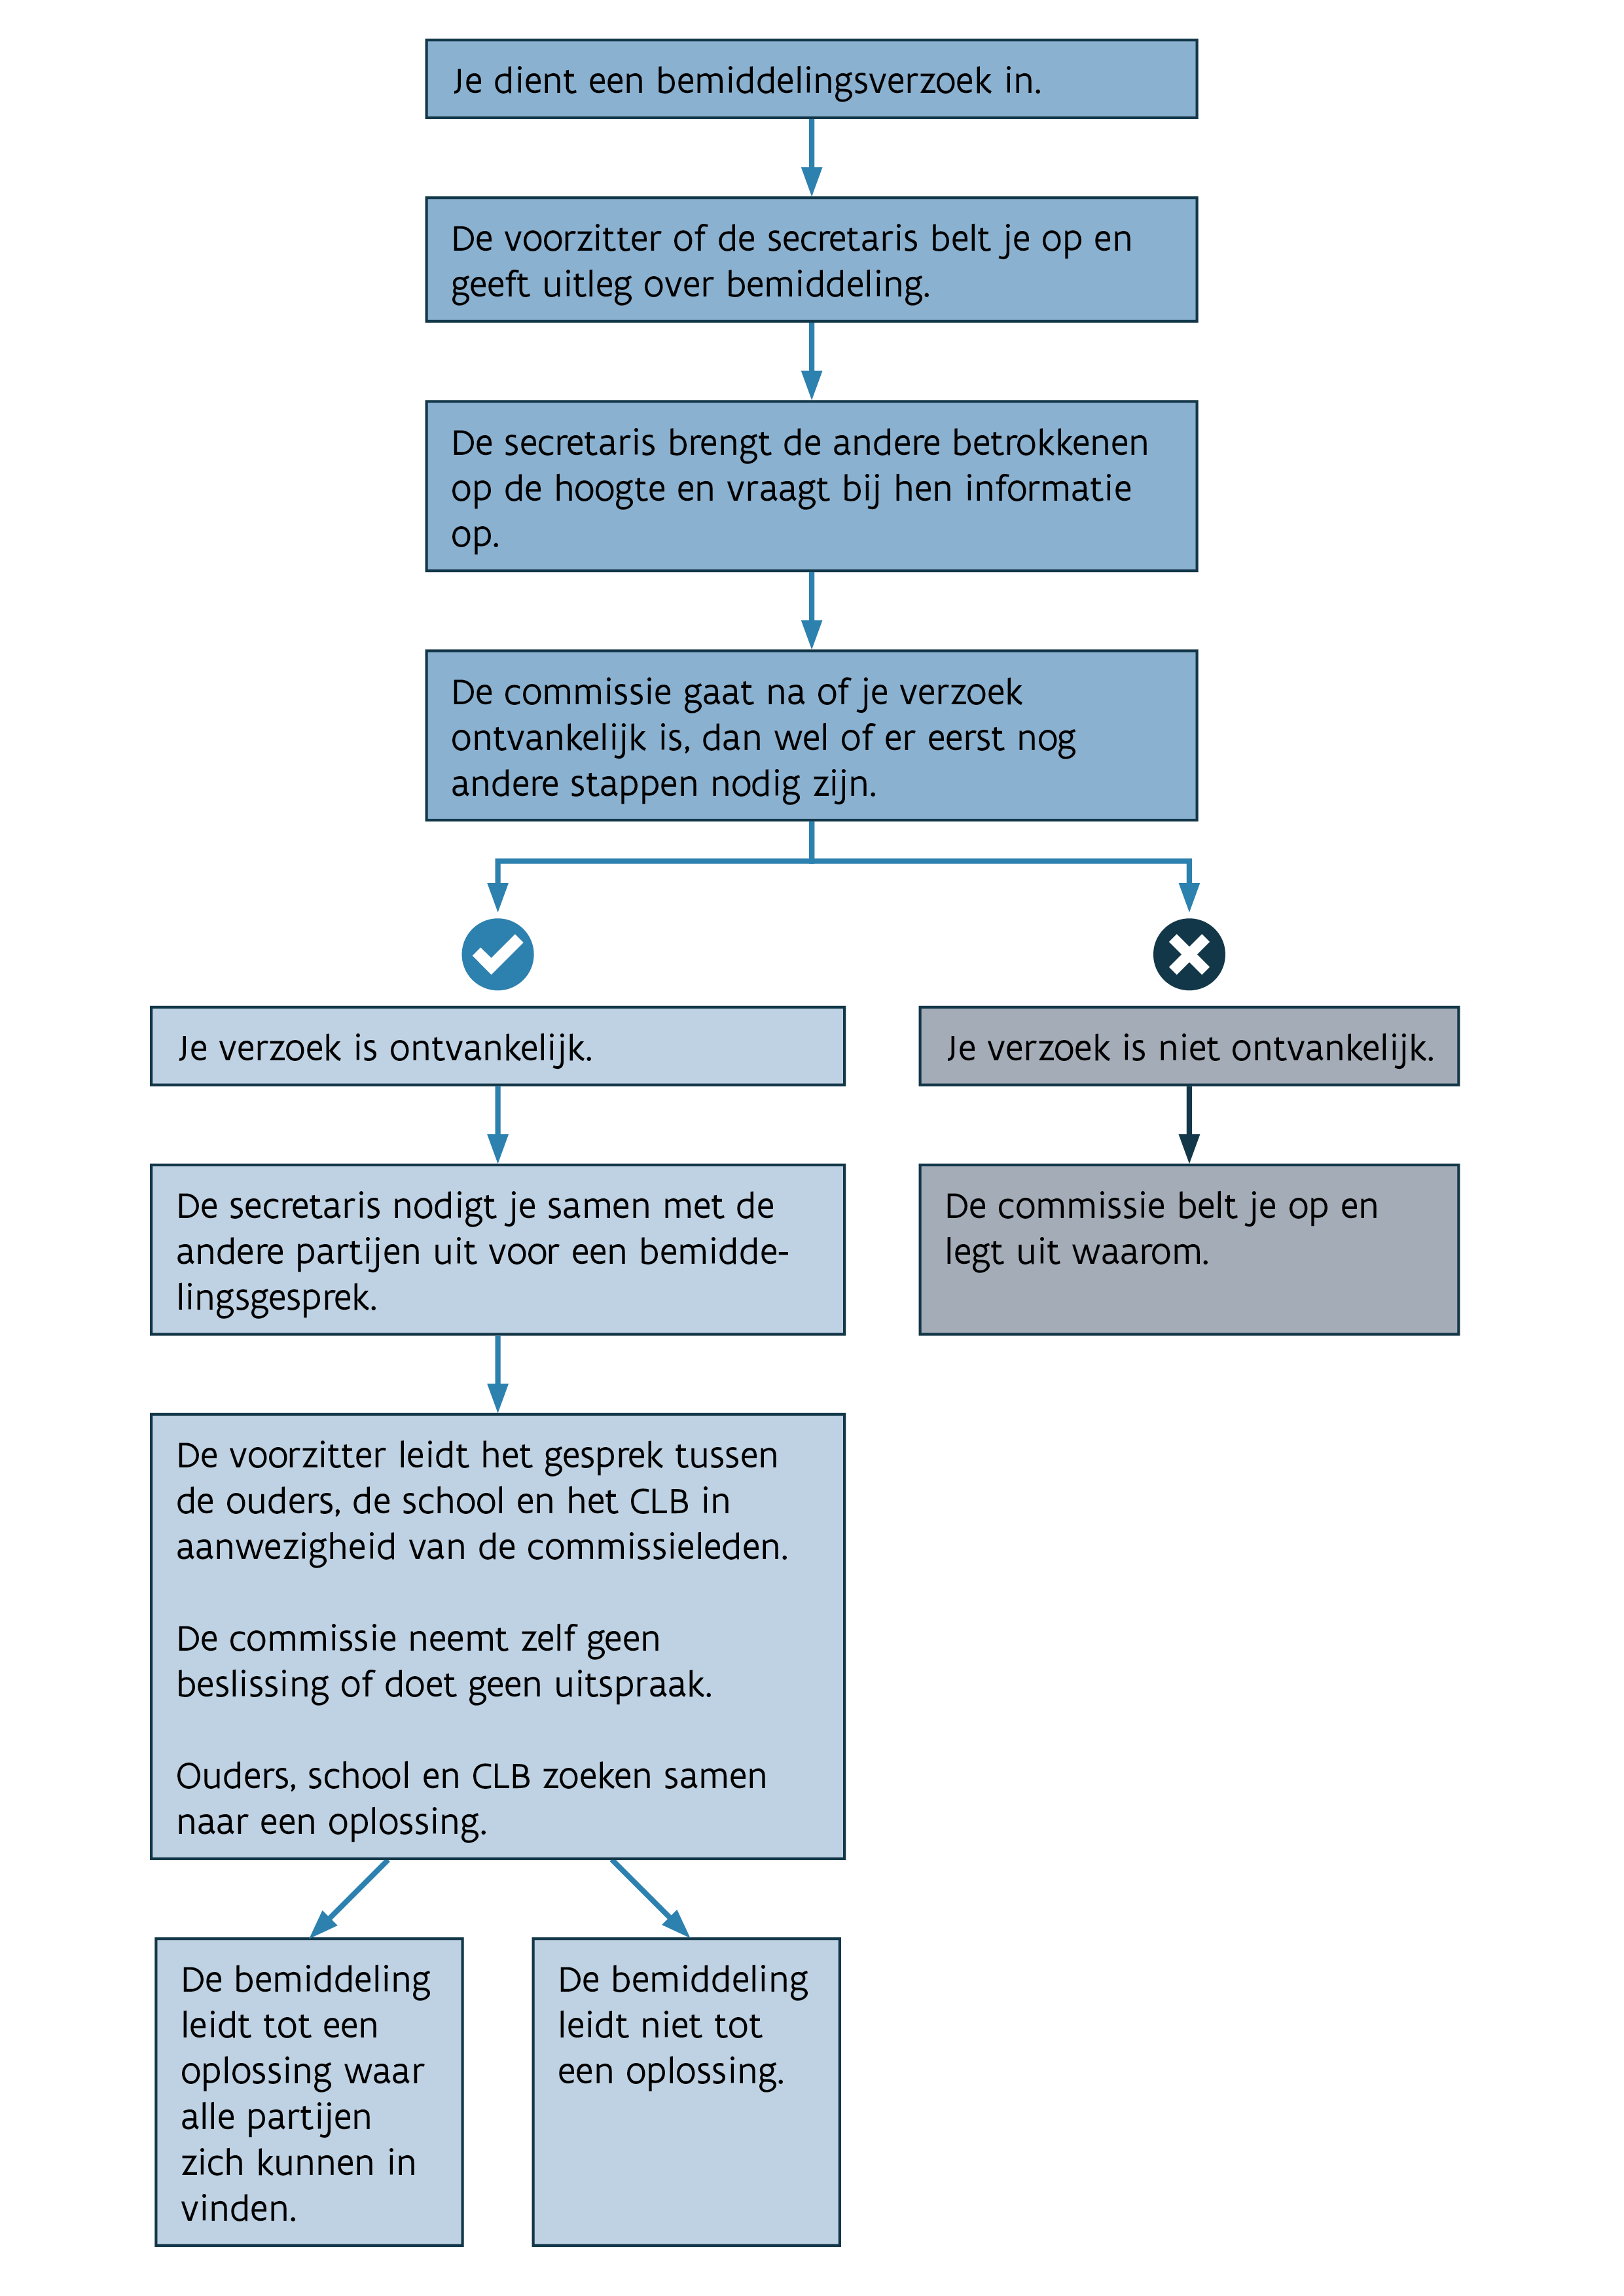 Je dient een bemiddelingsverzoek in.
De voorzitter of de secretaris belt je op en
geeft uitleg over bemiddeling.
De secretaris brengt de andere betrokkenen
op de hoogte en vraagt bij hen informatie
op.
De commissie gaat na of je verzoek
ontvankelijk is, dan wel of er eerst nog
andere stappen nodig zijn.
Je verzoek is ontvankelijk.
Je verzoek is niet ontvankelijk.
De secretaris nodigt je samen met de
andere partijen uit voor een bemidde-
lingsgesprek.
De commissie belt je op en
legt uit waarom.
De voorzitter leidt het gesprek tussen
de ouders, de school en het CLB in
aanwezigheid van de commissieleden.
De commissie neemt zelf geen
beslissing of doet geen uitspraak.
Ouders, school en CLB zoeken samen
naar een oplossing.
De bemiddeling
leidt tot een
oplossing waar
alle partijen
zich kunnen in
vinden.
De bemiddeling
leidt niet tot
een oplossing.